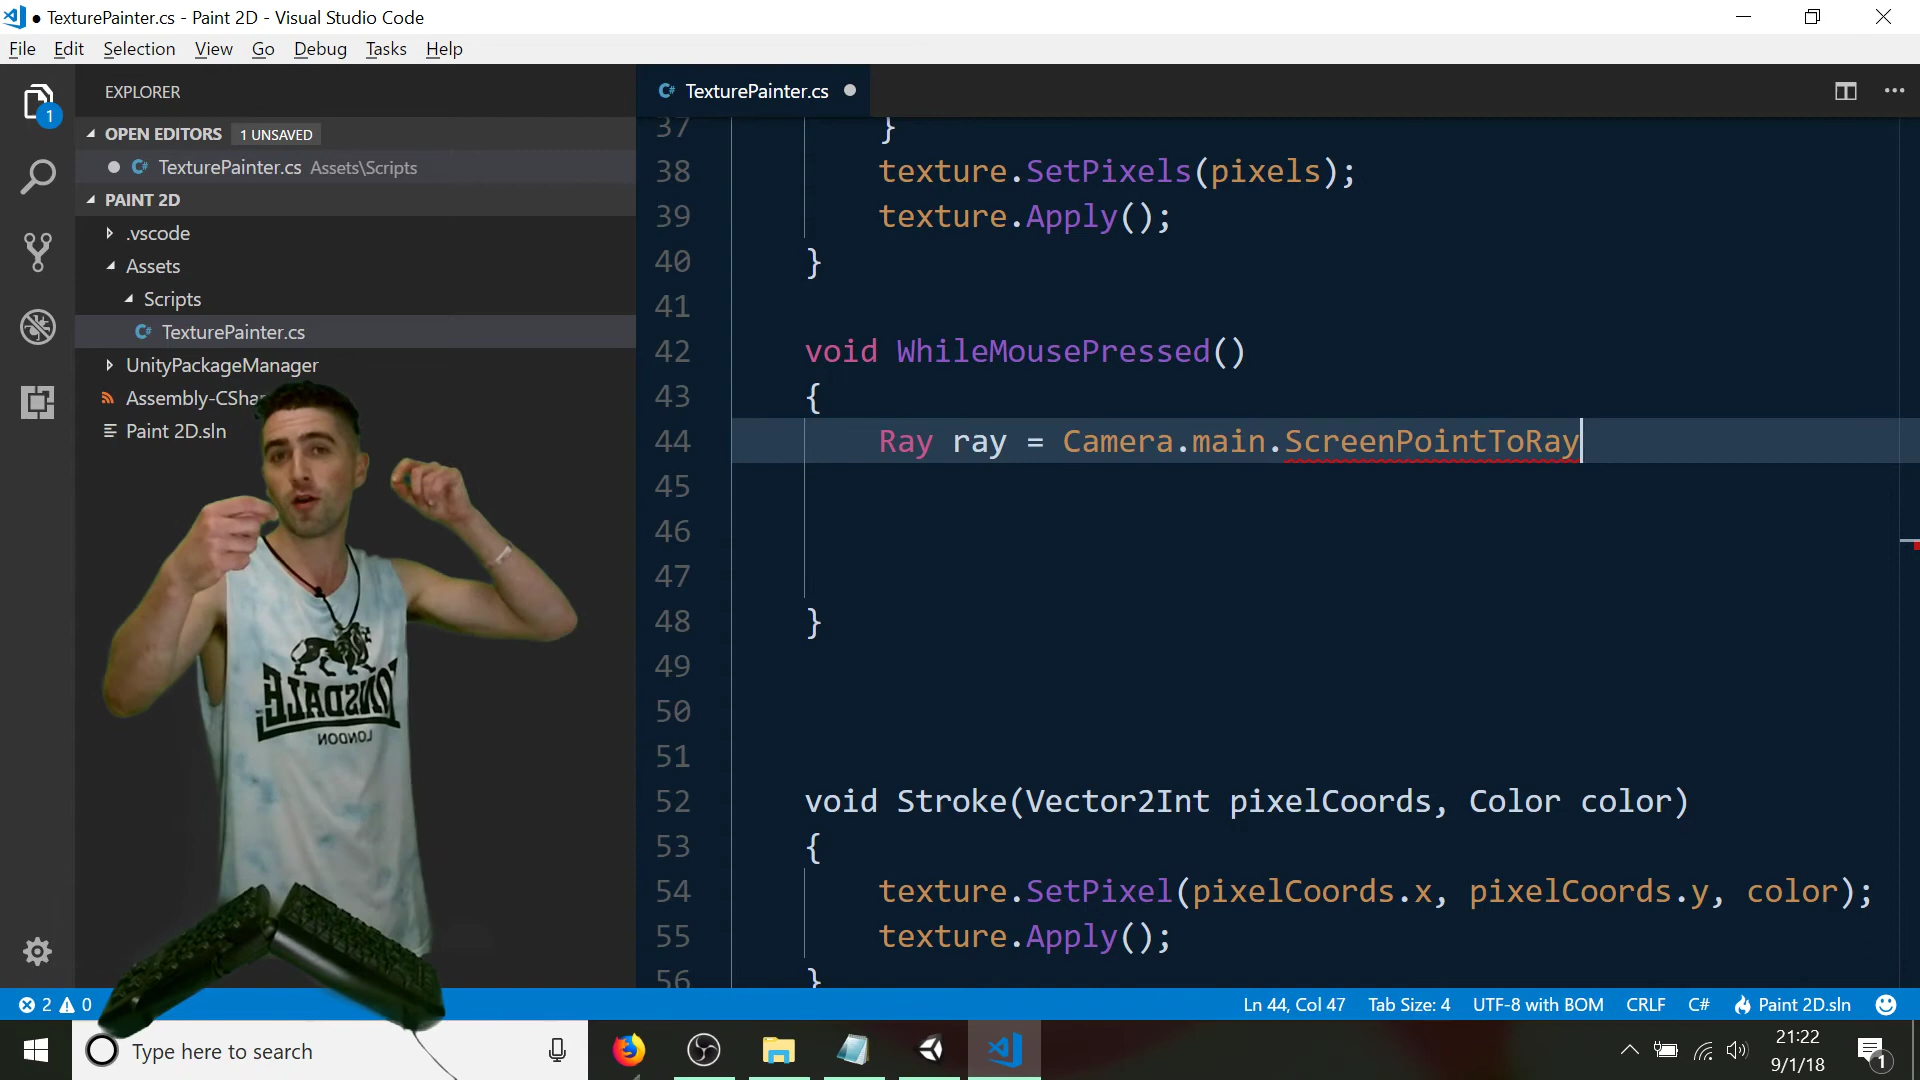 ● TexturePainter.cs - Paint 2D - Visual Studio Code
File Edit Selection View Go Debug Tasks Help
EXPLORER
OPEN EDITORS 1 UNSAVED
TexturePainter.cs Assets\Scripts
PAINT 2D
.vscode
Assets
Scripts
TexturePainter.cs
UnityPackageManager
Assembly-CShar
Paint 2D.sln
1
LONSDALE
LONDON
TexturePainter.cs
37 }
38 texture.SetPixels(pixels);
39 texture.Apply();
40 }
41
42 void WhileMousePressed()
43 {
44 Ray ray = Camera.main.ScreenPointToRay
45
46
47
48 }
49
50
51
52 void Stroke(Vector2Int pixelCoords, Color color)
53 {
54 texture.SetPixel(pixelCoords.x, pixelCoords.y, color);
55 texture.Apply();
56 }
2 0 Ln 44, Col 47 Tab Size: 4 UTF-8 with BOM CRLF C# Paint 2D.sln
Type here to search
21:22
9/1/18
1